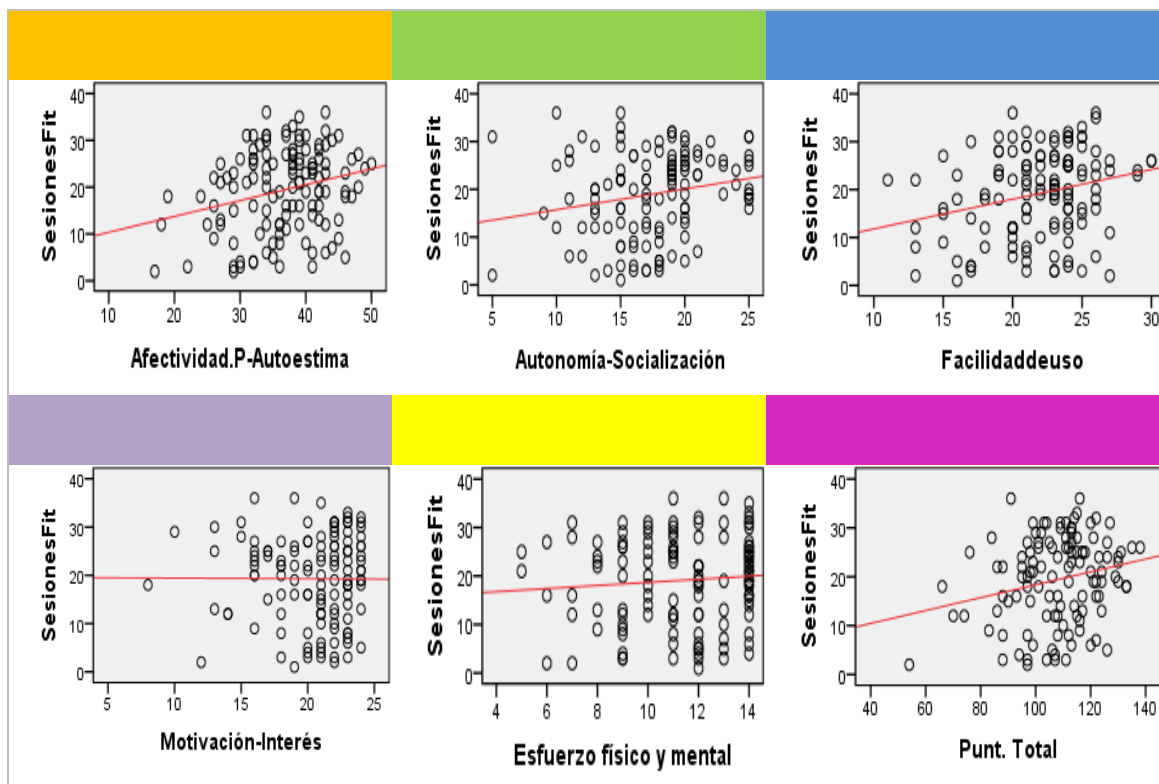 SesionesFit
40
30
20
10
0
10 20 30 40 50
Afectividad.P-Autoestima
SesionesFit
40
30
20
10
0
5 10 15 20 25
Autonomía-Socialización
SesionesFit
40
30
20
10
0
10 15 20 25 30
Facilidaddeuso
SesionesFit
40
30
20
10
0
5 10 15 20 25
Motivación-Interés
SesionesFit
40
30
20
10
0
4 6 8 10 12 14
Esfuerzo físico y mental
SesionesFit
40
30
20
10
0
40 60 80 100 120 140
Punt. Total